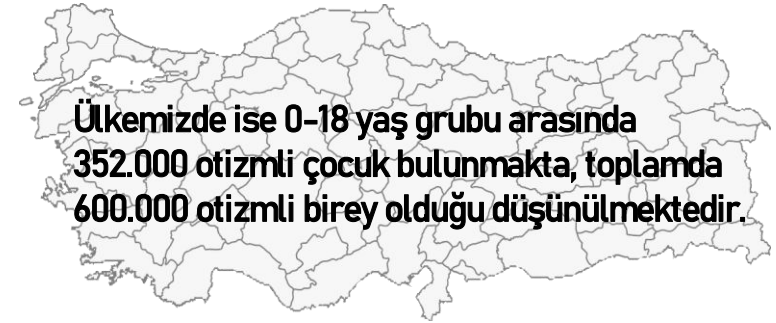 Ülkemizde ise 0-18 yaş grubu arasında
352.000 otizmli çocuk bulunmakta, toplamda
600.000 otizmli birey olduğu düşünülmektedir.